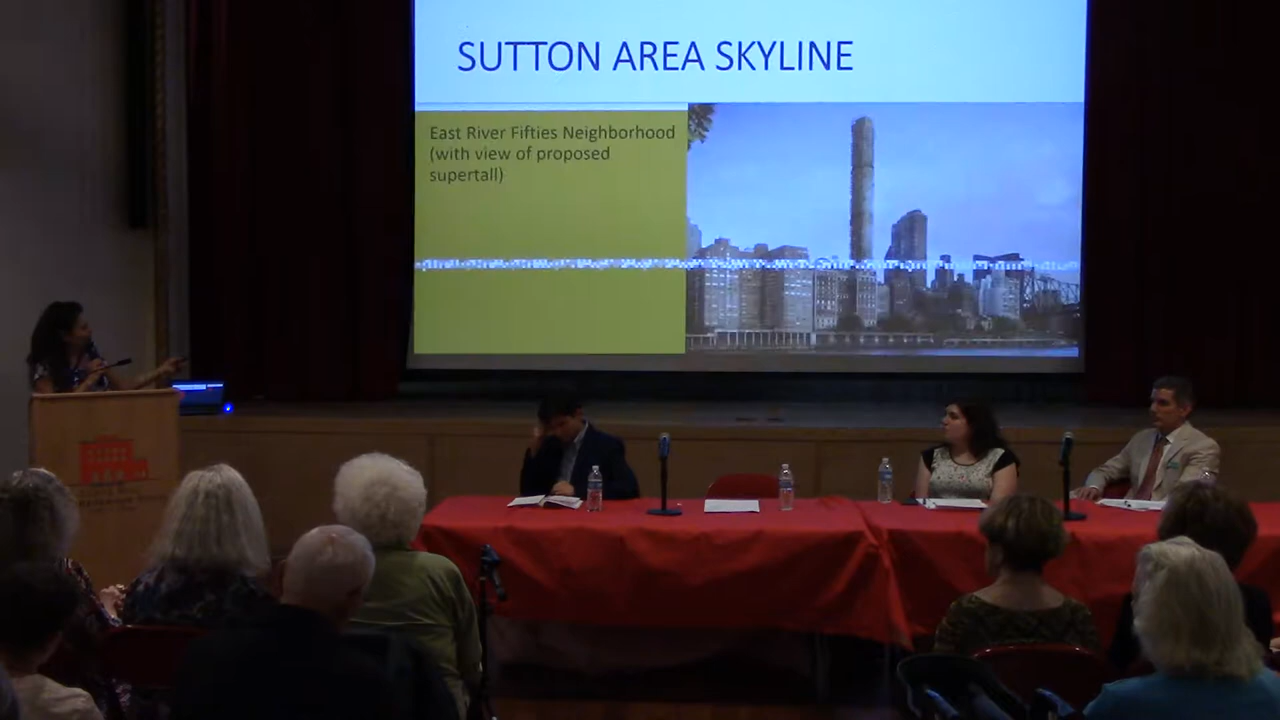 SUTTON AREA SKYLINE
East River Fifties Neighborhood
(with view of proposed
supertall)